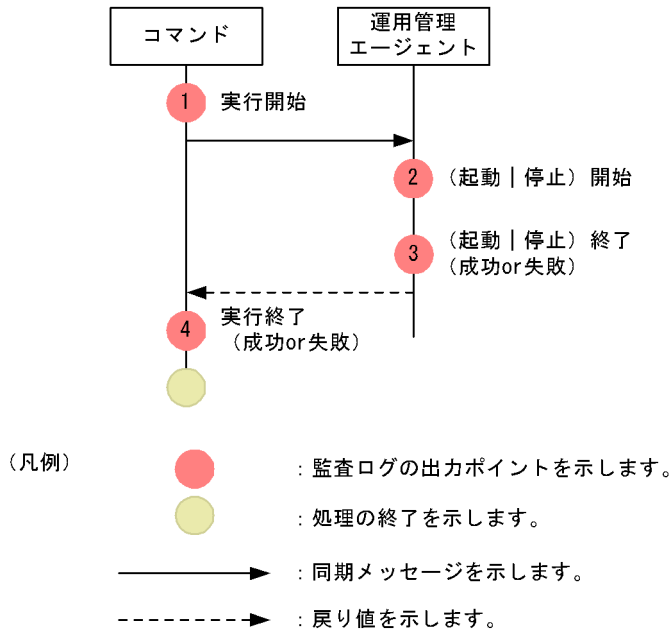 コマンド
運用管理
エージェント
1 実行開始
2 （起動｜停止）開始
3 （起動｜停止）終了
（成功or失敗）
4 実行終了
（成功or失敗）
（凡例）
：監査ログの出力ポイントを示します。
：処理の終了を示します。
：同期メッセージを示します。
：戻り値を示します。